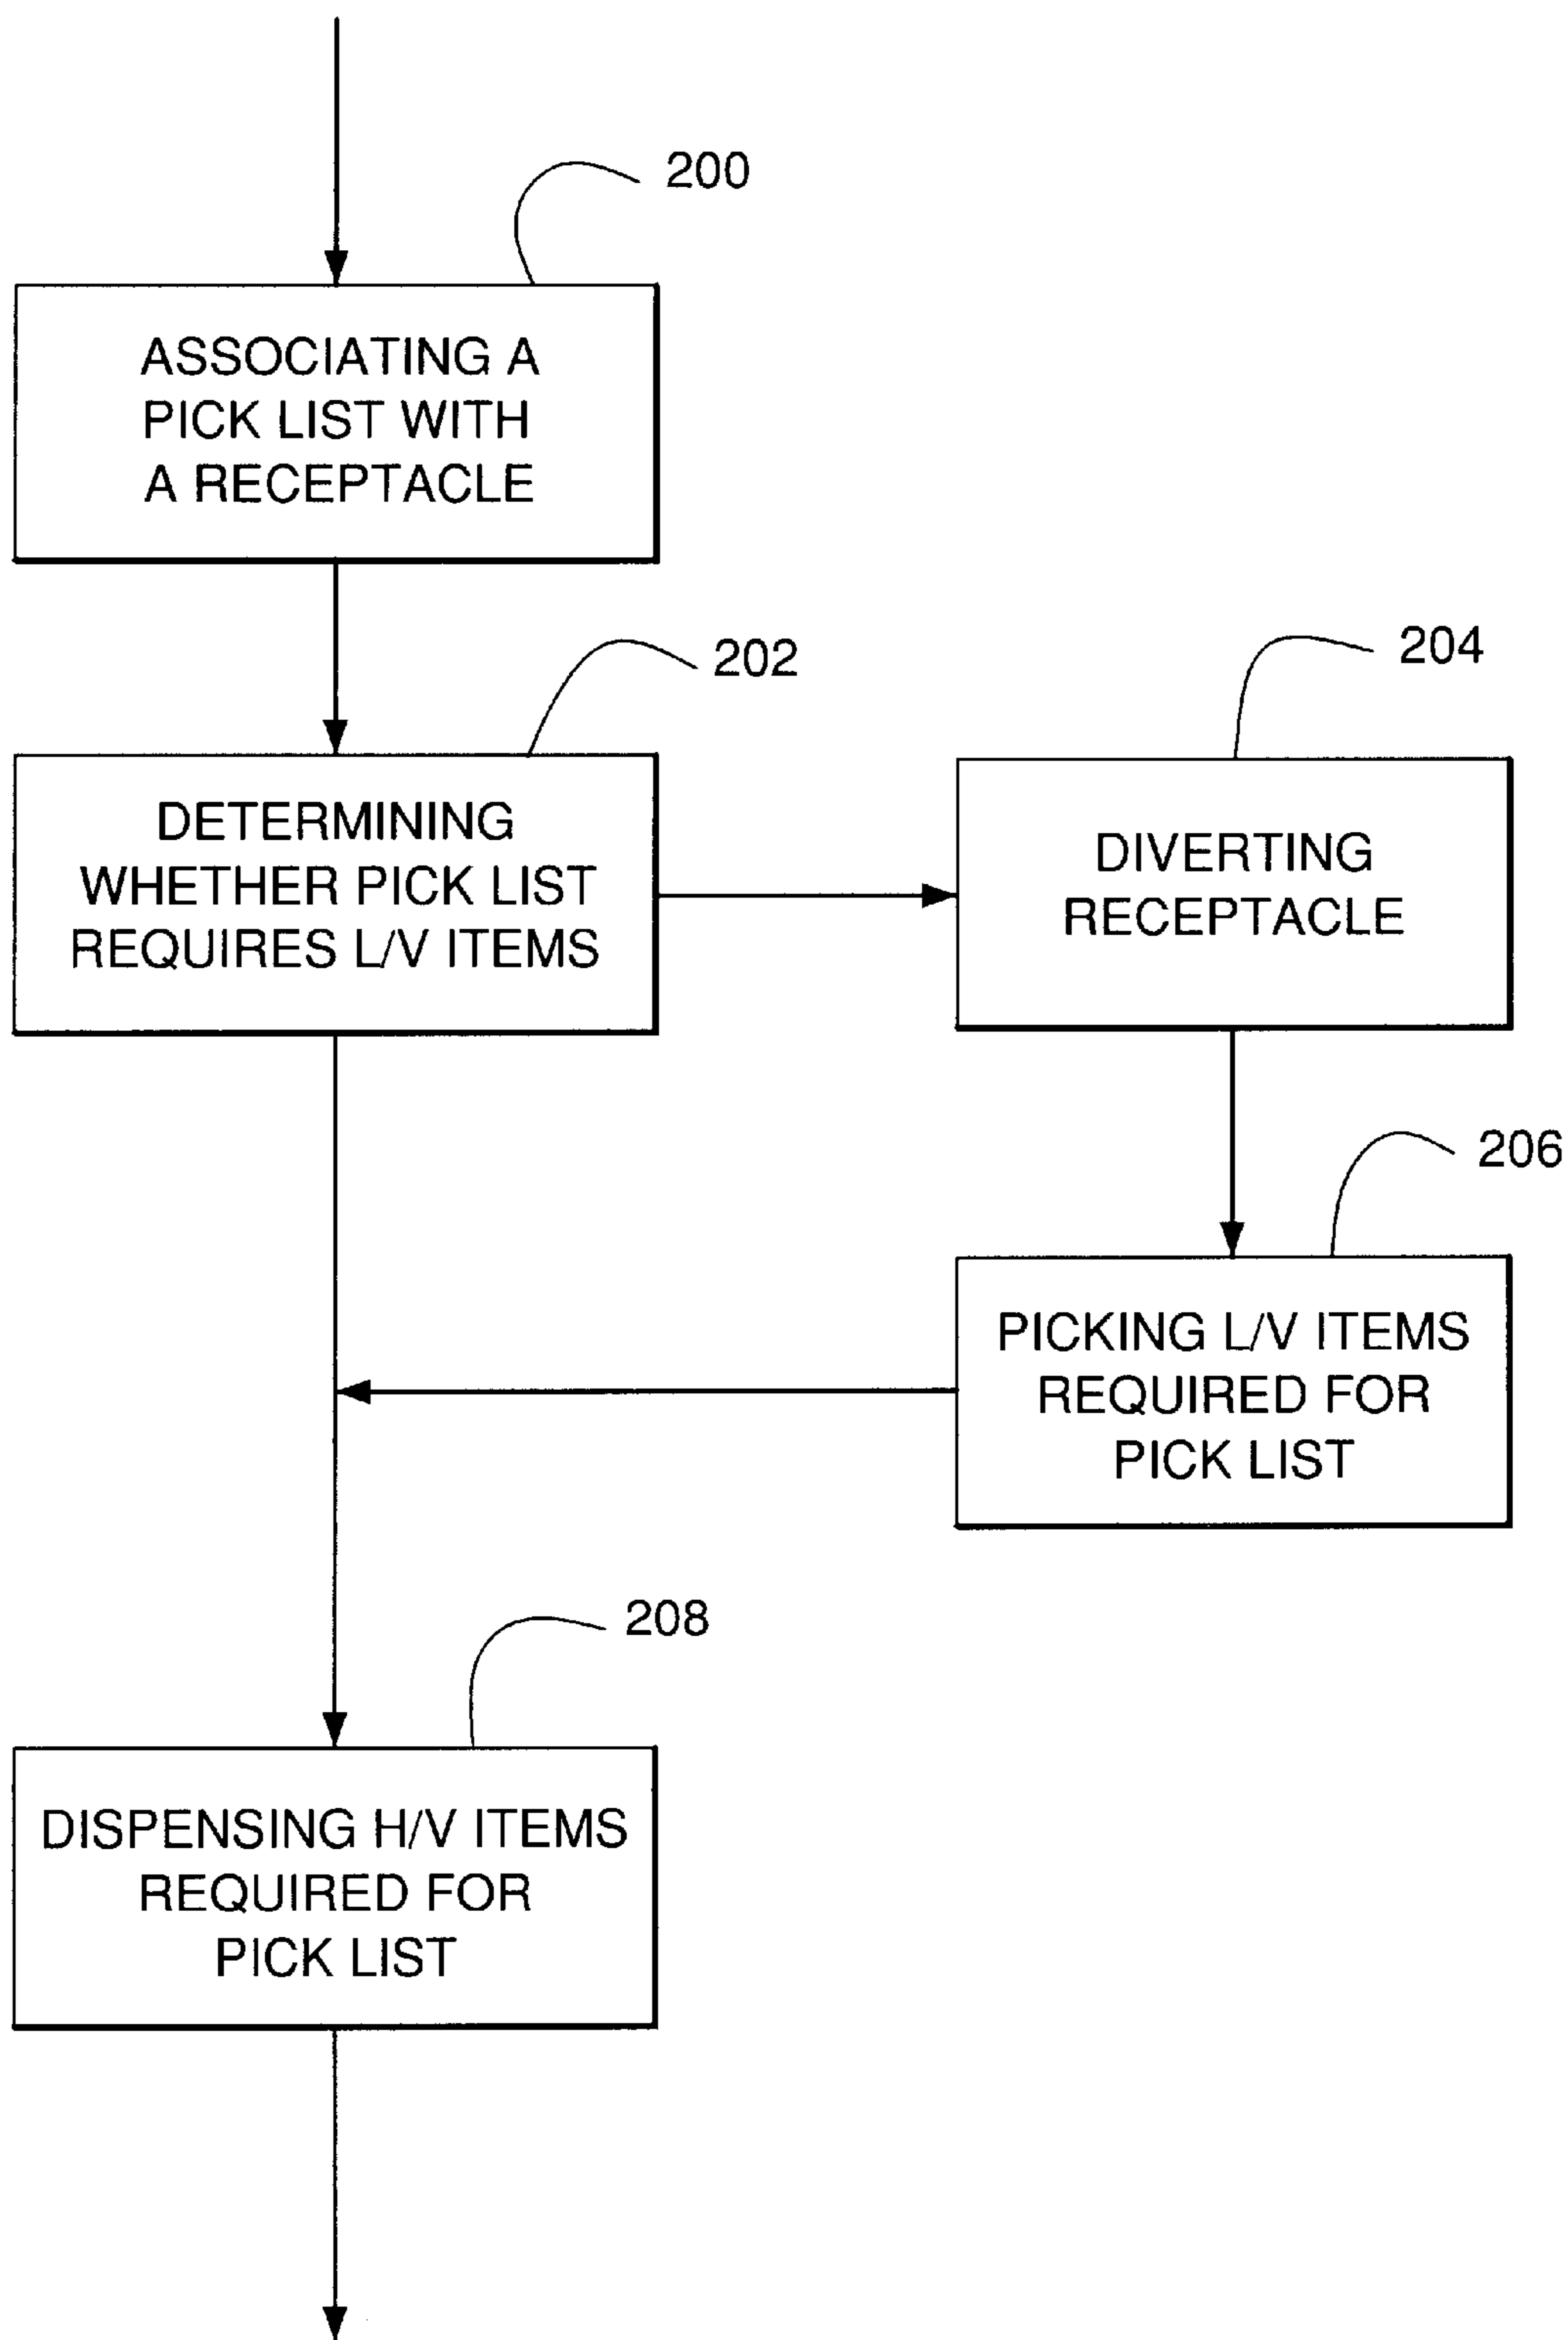 200
ASSOCIATING A
PICK LIST WITH
A RECEPTACLE
202
DETERMINING
WHETHER PICK LIST
REQUIRES L/V ITEMS
204
DIVERTING
RECEPTACLE
206
PICKING L/V ITEMS
REQUIRED FOR
PICK LIST
208
DISPENSING H/V ITEMS
REQUIRED FOR
PICK LIST